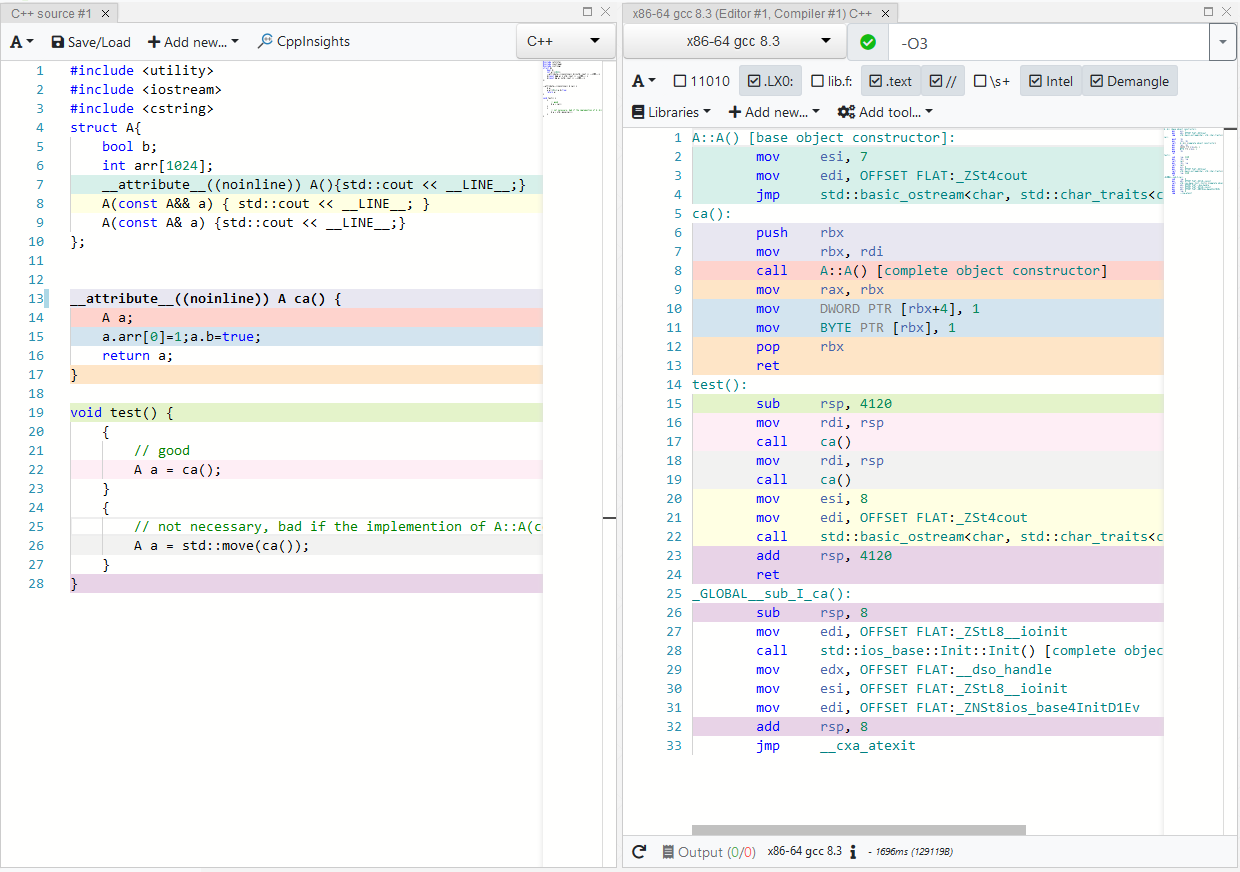 C++ source #1 ×
A Save/Load + Add new... CppInsights C++
1 #include <utility>
2 #include <iostream>
3 #include <cstring>
4 struct A{
5 bool b;
6 int arr[1024];
7 __attribute__((noinline)) A(){std::cout << __LINE__;}
8 A(const A&& a) { std::cout << __LINE__; }
9 A(const A& a) {std::cout << __LINE__;}
10 };
11
12
13 __attribute__((noinline)) A ca() {
14 A a;
15 a.arr[0]=1;a.b=true;
16 return a;
17 }
18
19 void test() {
20 {
21 // good
22 A a = ca();
23 }
24 {
25 // not necessary, bad if the implemention of A::A(c
26 A a = std::move(ca());
27 }
28 }
x86-64 gcc 8.3 (Editor #1, Compiler #1) C++ ×
x86-64 gcc 8.3 -O3
A 11010 .LX0: lib.f: .text // \s+ Intel Demangle
Libraries + Add new... Add tool...
1 A::A() [base object constructor]:
2 mov esi, 7
3 mov edi, OFFSET FLAT:_ZSt4cout
4 jmp std::basic_ostream<char, std::char_traits<c
5 ca():
6 push rbx
7 mov rbx, rdi
8 call A::A() [complete object constructor]
9 mov rax, rbx
10 mov DWORD PTR [rbx+4], 1
11 mov BYTE PTR [rbx], 1
12 pop rbx
13 ret
14 test():
15 sub rsp, 4120
16 mov rdi, rsp
17 call ca()
18 mov rdi, rsp
19 call ca()
20 mov esi, 8
21 mov edi, OFFSET FLAT:_ZSt4cout
22 call std::basic_ostream<char, std::char_traits<c
23 add rsp, 4120
24 ret
25 _GLOBAL__sub_I_ca():
26 sub rsp, 8
27 mov edi, OFFSET FLAT:_ZStL8__ioinit
28 call std::ios_base::Init::Init() [complete objec
29 mov edx, OFFSET FLAT:__dso_handle
30 mov esi, OFFSET FLAT:_ZStL8__ioinit
31 mov edi, OFFSET FLAT:_ZNSt8ios_base4InitD1Ev
32 add rsp, 8
33 jmp __cxa_atexit
Output (0/0) x86-64 gcc 8.3 i - 1696ms (129119B)